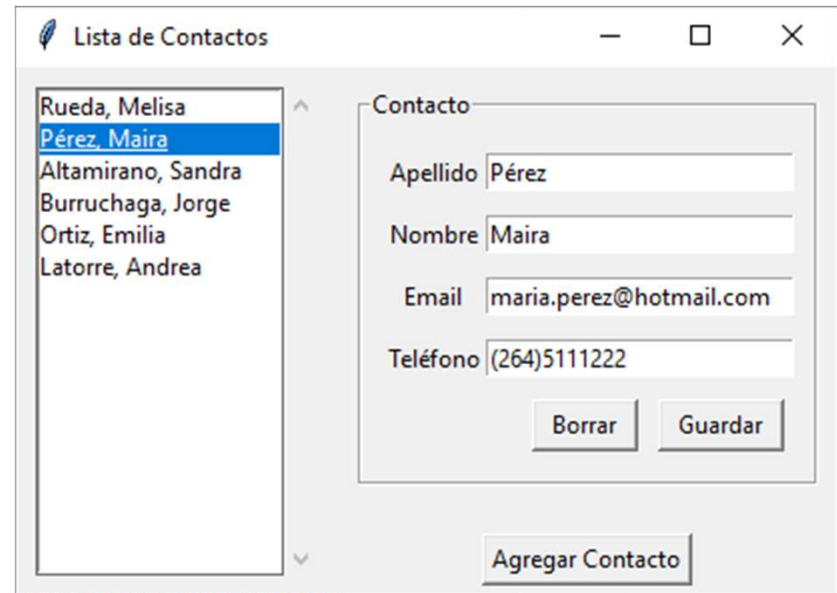 Lista de Contactos
Rueda, Melisa
Pérez, Maira
Altamirano, Sandra
Burruchaga, Jorge
Ortiz, Emilia
Latorre, Andrea
Contacto
Apellido Pérez
Nombre Maira
Email maria.perez@hotmail.com
Teléfono (264)5111222
Borrar Guardar
Agregar Contacto